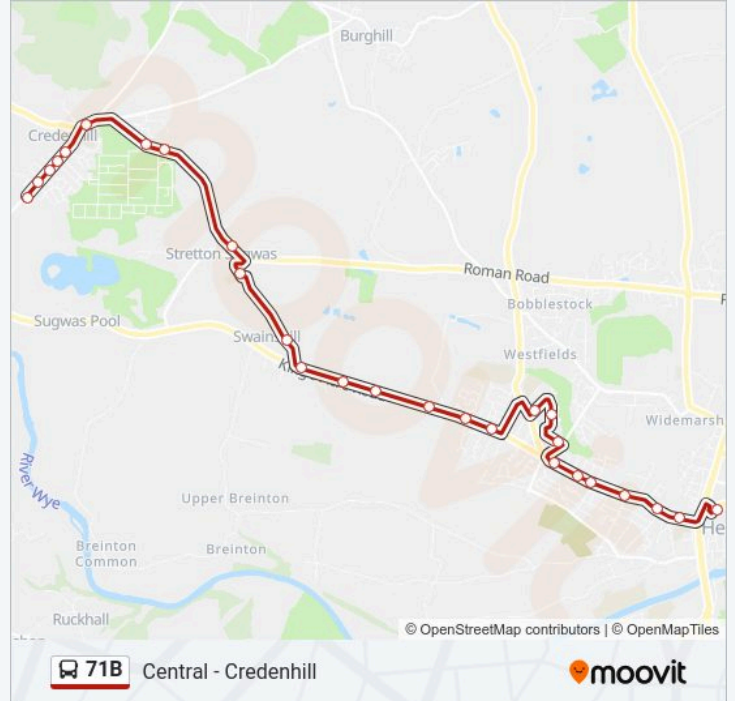 Burghill
Credenhill
Stretton Sugwas
Roman Road
Bobblestock
Sugwas Pool
Swainshill
Westfields
Widemarsh
River Wye
Upper Breinton
He
Breinton
Common
Breinton
Ruckhall
© OpenStreetMap contributors | © OpenMapTiles
71B Central - Credenhill
moovit